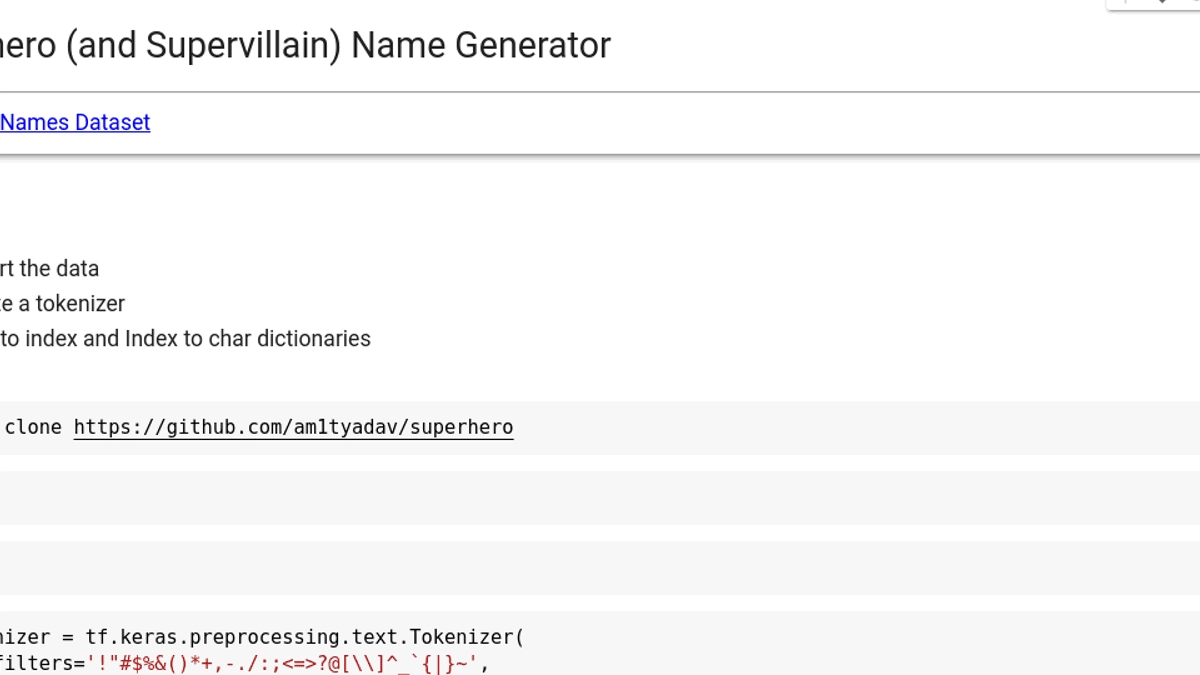 hero (and Supervillain) Name Generator
Names Dataset
rt the data
te a tokenizer
to index and Index to char dictionaries
clone https://github.com/am1tyadav/superhero
nizer = tf.keras.preprocessing.text.Tokenizer(
filters='!"#$%&()*+,-./:;<=>?@[\\]^_`{|}~',